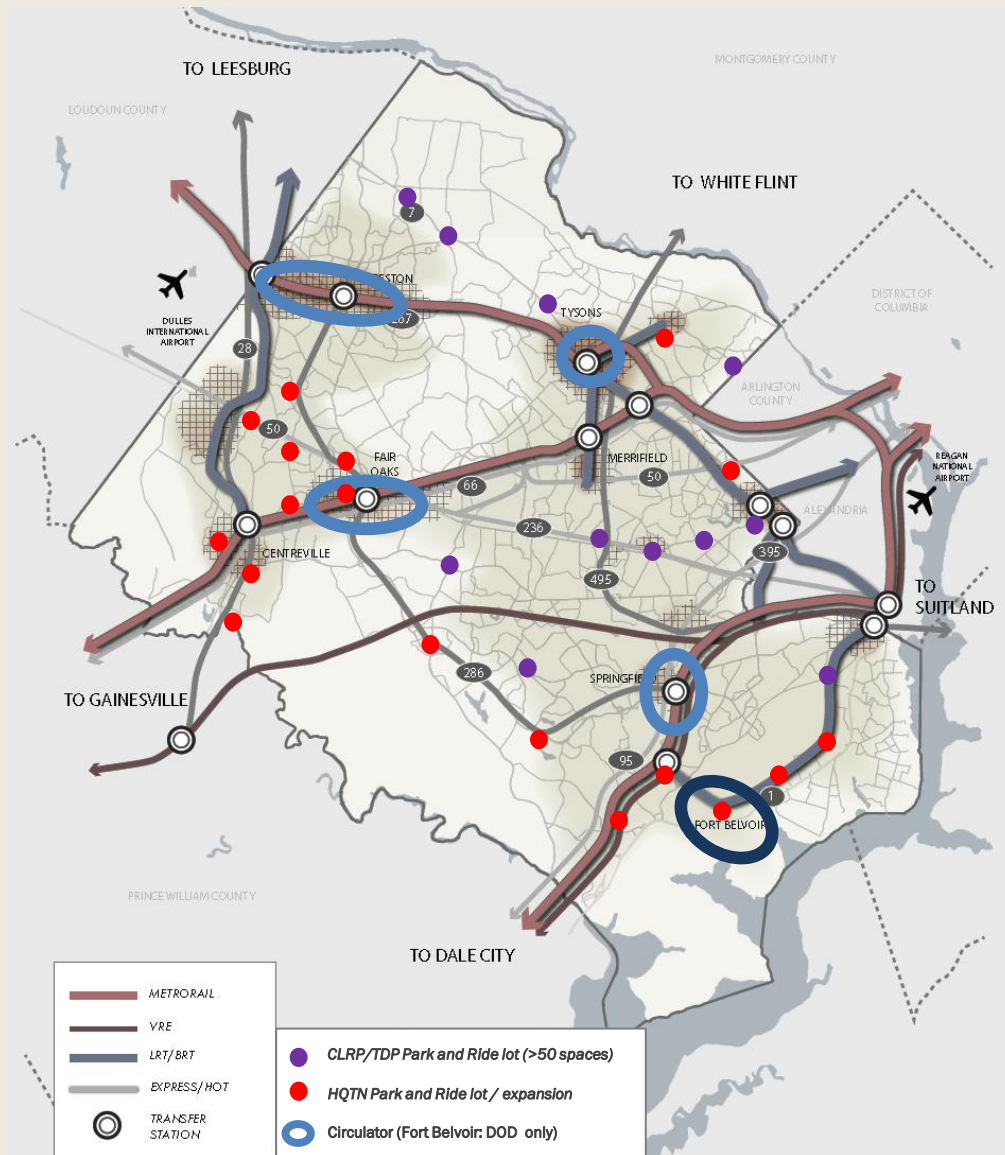 MONTGOMERY COUNTY
TO LEESBURG
LOUDOUN COUNTY
TO WHITE FLINT
7
DISTRICT OF
COLUMBIA
ESTON
TYSONS
DULLES
INTERNATIONAL
AIRPORT
267
28
ARLINGTON
COUNTY
50
FAIR
OAKS
MERRIFIELD
REAGAN
NATIONAL
AIRPORT
66
50
ALEXANDRIA
236
CENTREVILLE
395
495
TO
SUITLAND
286
SPRINGFIEL
TO GAINESVILLE
95
1
FORT BELVOIR
PRINCE WILLIAM COUNTY
TO DALE CITY
METRORAIL
VRE
LRT/BRT
EXPRESS/HOT
TRANSFER
STATION
CLRP/TDP Park and Ride lot (>50 spaces)
HQTN Park and Ride lot / expansion
Circulator (Fort Belvoir: DOD only)